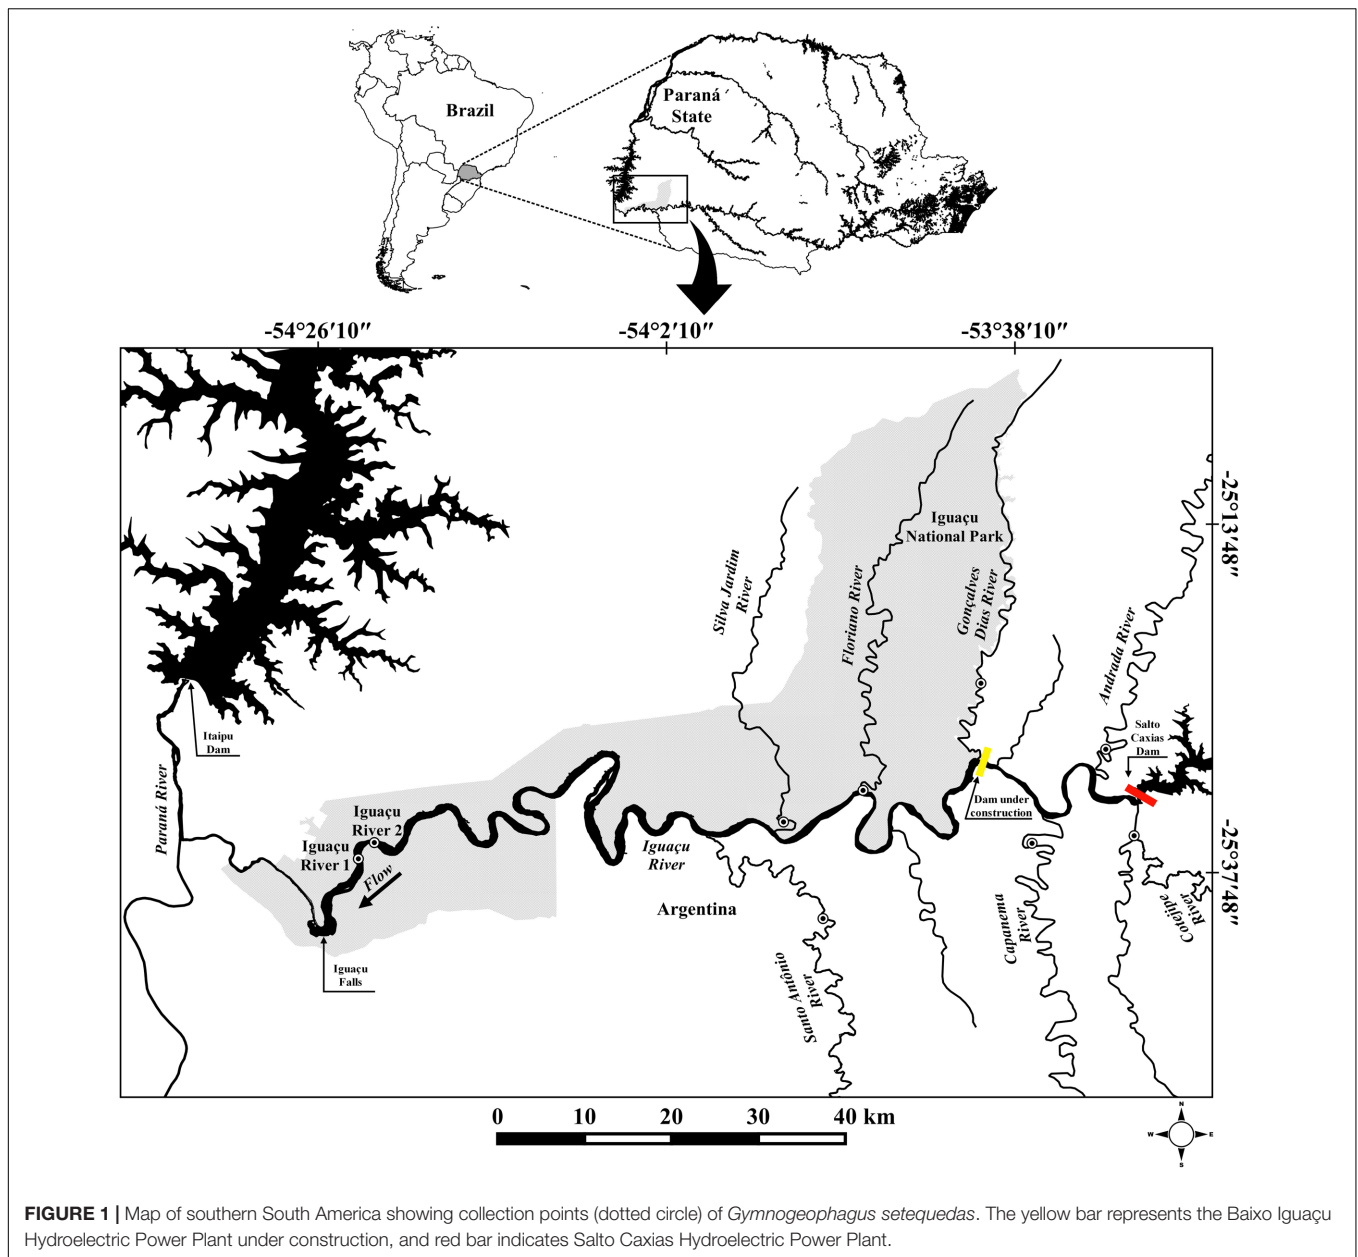 Brazil
Paraná
State
-54°26′10″
-54°2′10″
-53°38′10″
-25°13′48″
-25°37′48″
Iguaçu
National Park
Silva Jardim
River
Floriano River
Gonçalves
Dias River
Andrada River
Salto
Caxias
Dam
Itaipu
Dam
Paraná River
Iguaçu
River 2
Iguaçu
River 1
Flow
Iguaçu
River
Dam under
construction
Argentina
Capanema
River
Cotejipe
River
Santo Antônio
River
Iguaçu
Falls
0 10 20 30 40 km
N
W E
S
FIGURE 1 | Map of southern South America showing collection points (dotted circle) of Gymnogeophagus setequedas. The yellow bar represents the Baixo Iguaçu
Hydroelectric Power Plant under construction, and red bar indicates Salto Caxias Hydroelectric Power Plant.